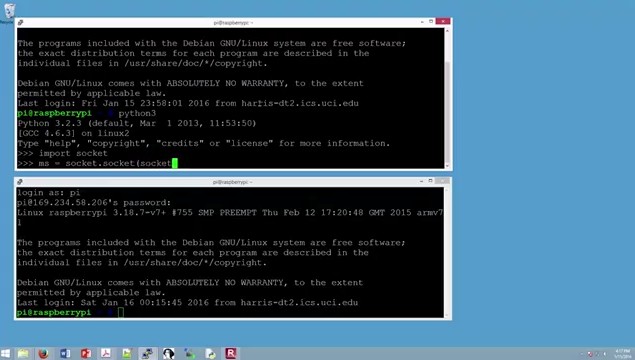 pi@raspberrypi: ~
The programs included with the Debian GNU/Linux system are free software;
the exact distribution terms for each program are described in the
individual files in /usr/share/doc/*/copyright.
Debian GNU/Linux comes with ABSOLUTELY NO WARRANTY, to the extent
permitted by applicable law.
Last login: Fri Jan 15 23:58:01 2016 from harris-dt2.ics.uci.edu
pi@raspberrypi ~ $ python3
Python 3.2.3 (default, Mar  1 2013, 11:53:50)
[GCC 4.6.3] on linux2
Type "help", "copyright", "credits" or "license" for more information.
>>> import socket
>>> ms = socket.socket(socket
pi@raspberrypi: ~
login as: pi
pi@169.234.58.206's password:
Linux raspberrypi 3.18.7-v7+ #755 SMP PREEMPT Thu Feb 12 17:20:48 GMT 2015 armv7
l
The programs included with the Debian GNU/Linux system are free software;
the exact distribution terms for each program are described in the
individual files in /usr/share/doc/*/copyright.
Debian GNU/Linux comes with ABSOLUTELY NO WARRANTY, to the extent
permitted by applicable law.
Last login: Sat Jan 16 00:15:45 2016 from harris-dt2.ics.uci.edu
pi@raspberrypi ~ $